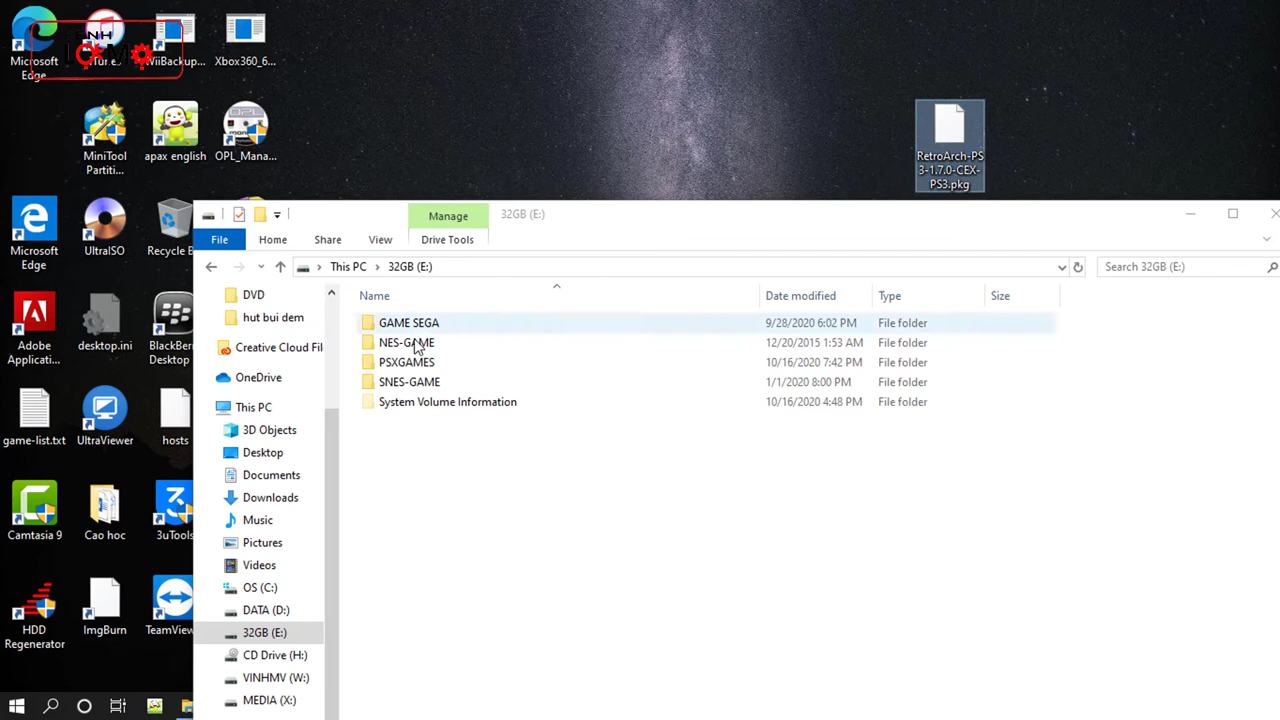 Microsoft
Edge
iTunes
WiiBackup...
Xbox360_6...
MiniTool
Partiti...
apax english
OPL_Mana...
RetroArch-PS
3-1.7.0-CEX-
PS3.pkg
Microsoft
Edge
UltraISO
Recycle B
Adobe
Applicati...
desktop.ini
BlackBer
Desktop
game-list.txt
UltraViewer
hosts
Camtasia 9
Cao hoc
3uTools
HDD
Regenerator
ImgBurn
TeamView
Manage
32GB (E:)
File
Home
Share
View
Drive Tools
This PC
32GB (E:)
Search 32GB (E:)
DVD
hut bui dem
Creative Cloud Fil
OneDrive
This PC
3D Objects
Desktop
Documents
Downloads
Music
Pictures
Videos
OS (C:)
DATA (D:)
32GB (E:)
CD Drive (H:)
VINHMV (W:)
MEDIA (X:)
Name
Date modified
Type
Size
GAME SEGA
9/28/2020 6:02 PM
File folder
NES-GAME
12/20/2015 1:53 AM
File folder
PSXGAMES
10/16/2020 7:42 PM
File folder
SNES-GAME
1/1/2020 8:00 PM
File folder
System Volume Information
10/16/2020 4:48 PM
File folder